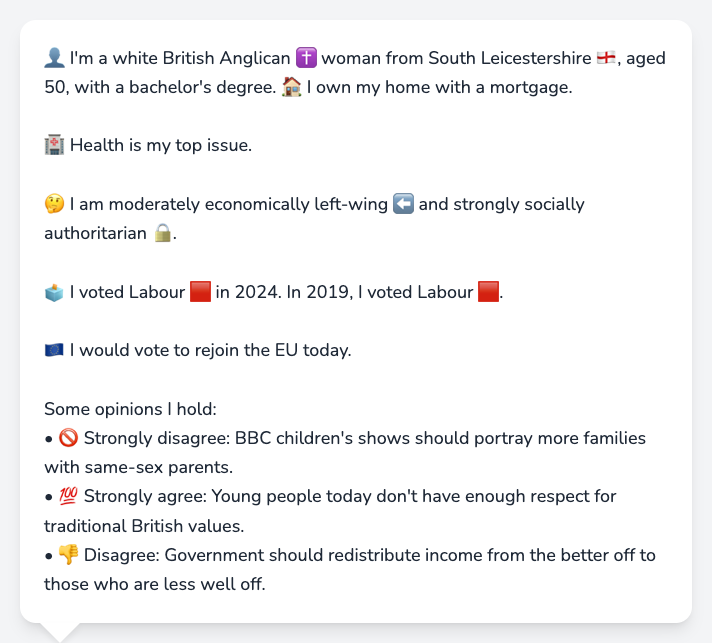 👤 I'm a white British Anglican ✝️ woman from South Leicestershire 🏴󠁧󠁢󠁥󠁮󠁧󠁿, aged
50, with a bachelor's degree. 🏠 I own my home with a mortgage.
🏥 Health is my top issue.
🤔 I am moderately economically left-wing ⬅️ and strongly socially
authoritarian 🔒.
🗳️ I voted Labour 🟥 in 2024. In 2019, I voted Labour 🟥.
🇪🇺 I would vote to rejoin the EU today.
Some opinions I hold:
• 🚫 Strongly disagree: BBC children's shows should portray more families
with same-sex parents.
• 💯 Strongly agree: Young people today don't have enough respect for
traditional British values.
• 👎 Disagree: Government should redistribute income from the better off to
those who are less well off.